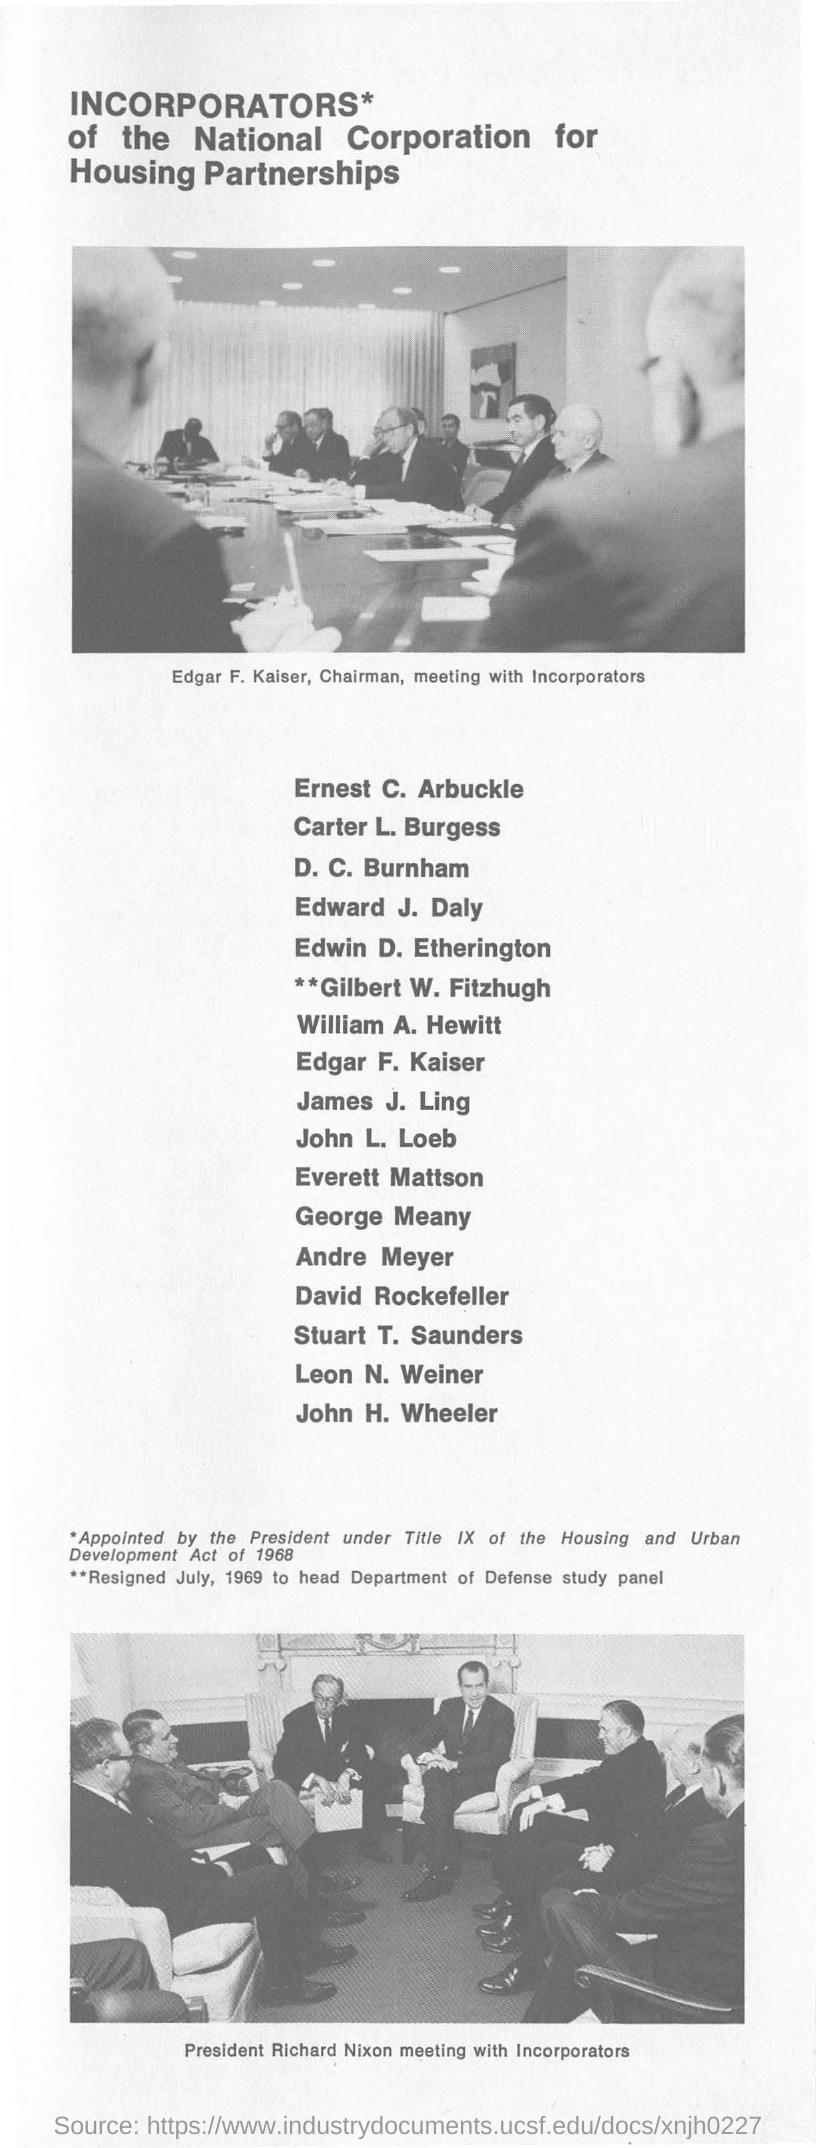 INCORPORATORS*
of the National Corporation for
Housing Partnerships
Edgar F. Kaiser, Chairman, meeting with Incorporators
Ernest C. Arbuckle
Carter L. Burgess
D. C. Burnham
Edward J. Daly
Edwin D. Etherington
**Gilbert W. Fitzhugh
William A. Hewitt
Edgar F. Kaiser
James J. Ling
John L. Loeb
Everett Mattson
George Meany
Andre Meyer
David Rockefeller
Stuart T. Saunders
Leon N. Weiner
John H. Wheeler
*Appointed by the President under Title IX of the Housing and Urban
Development Act of 1968
**Resigned July, 1969 to head Department of Defense study panel
President Richard Nixon meeting with Incorporators
Source: https://www.industrydocuments.ucsf.edu/docs/xnjh0227